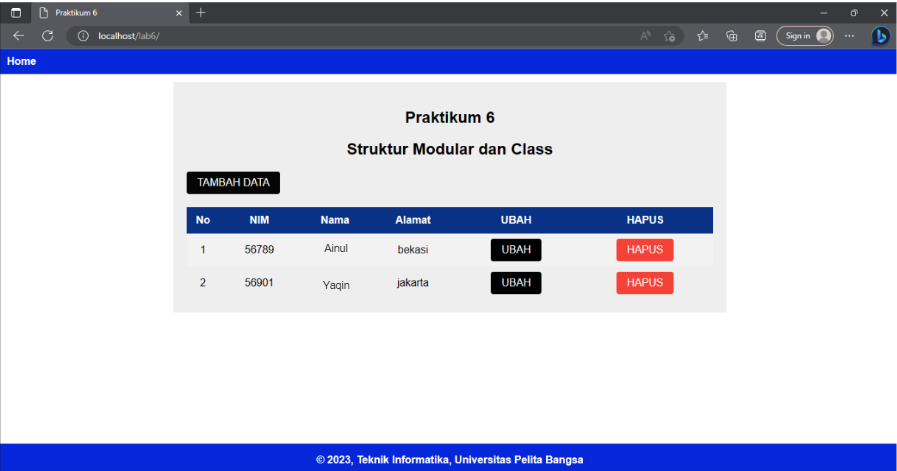 Praktikum 6
localhost/lab6/
Sign in
Home
Praktikum 6
Struktur Modular dan Class
TAMBAH DATA
No NIM Nama Alamat UBAH HAPUS
1 56789 Ainul bekasi UBAH HAPUS
2 56901 Yaqin jakarta UBAH HAPUS
© 2023, Teknik Informatika, Universitas Pelita Bangsa